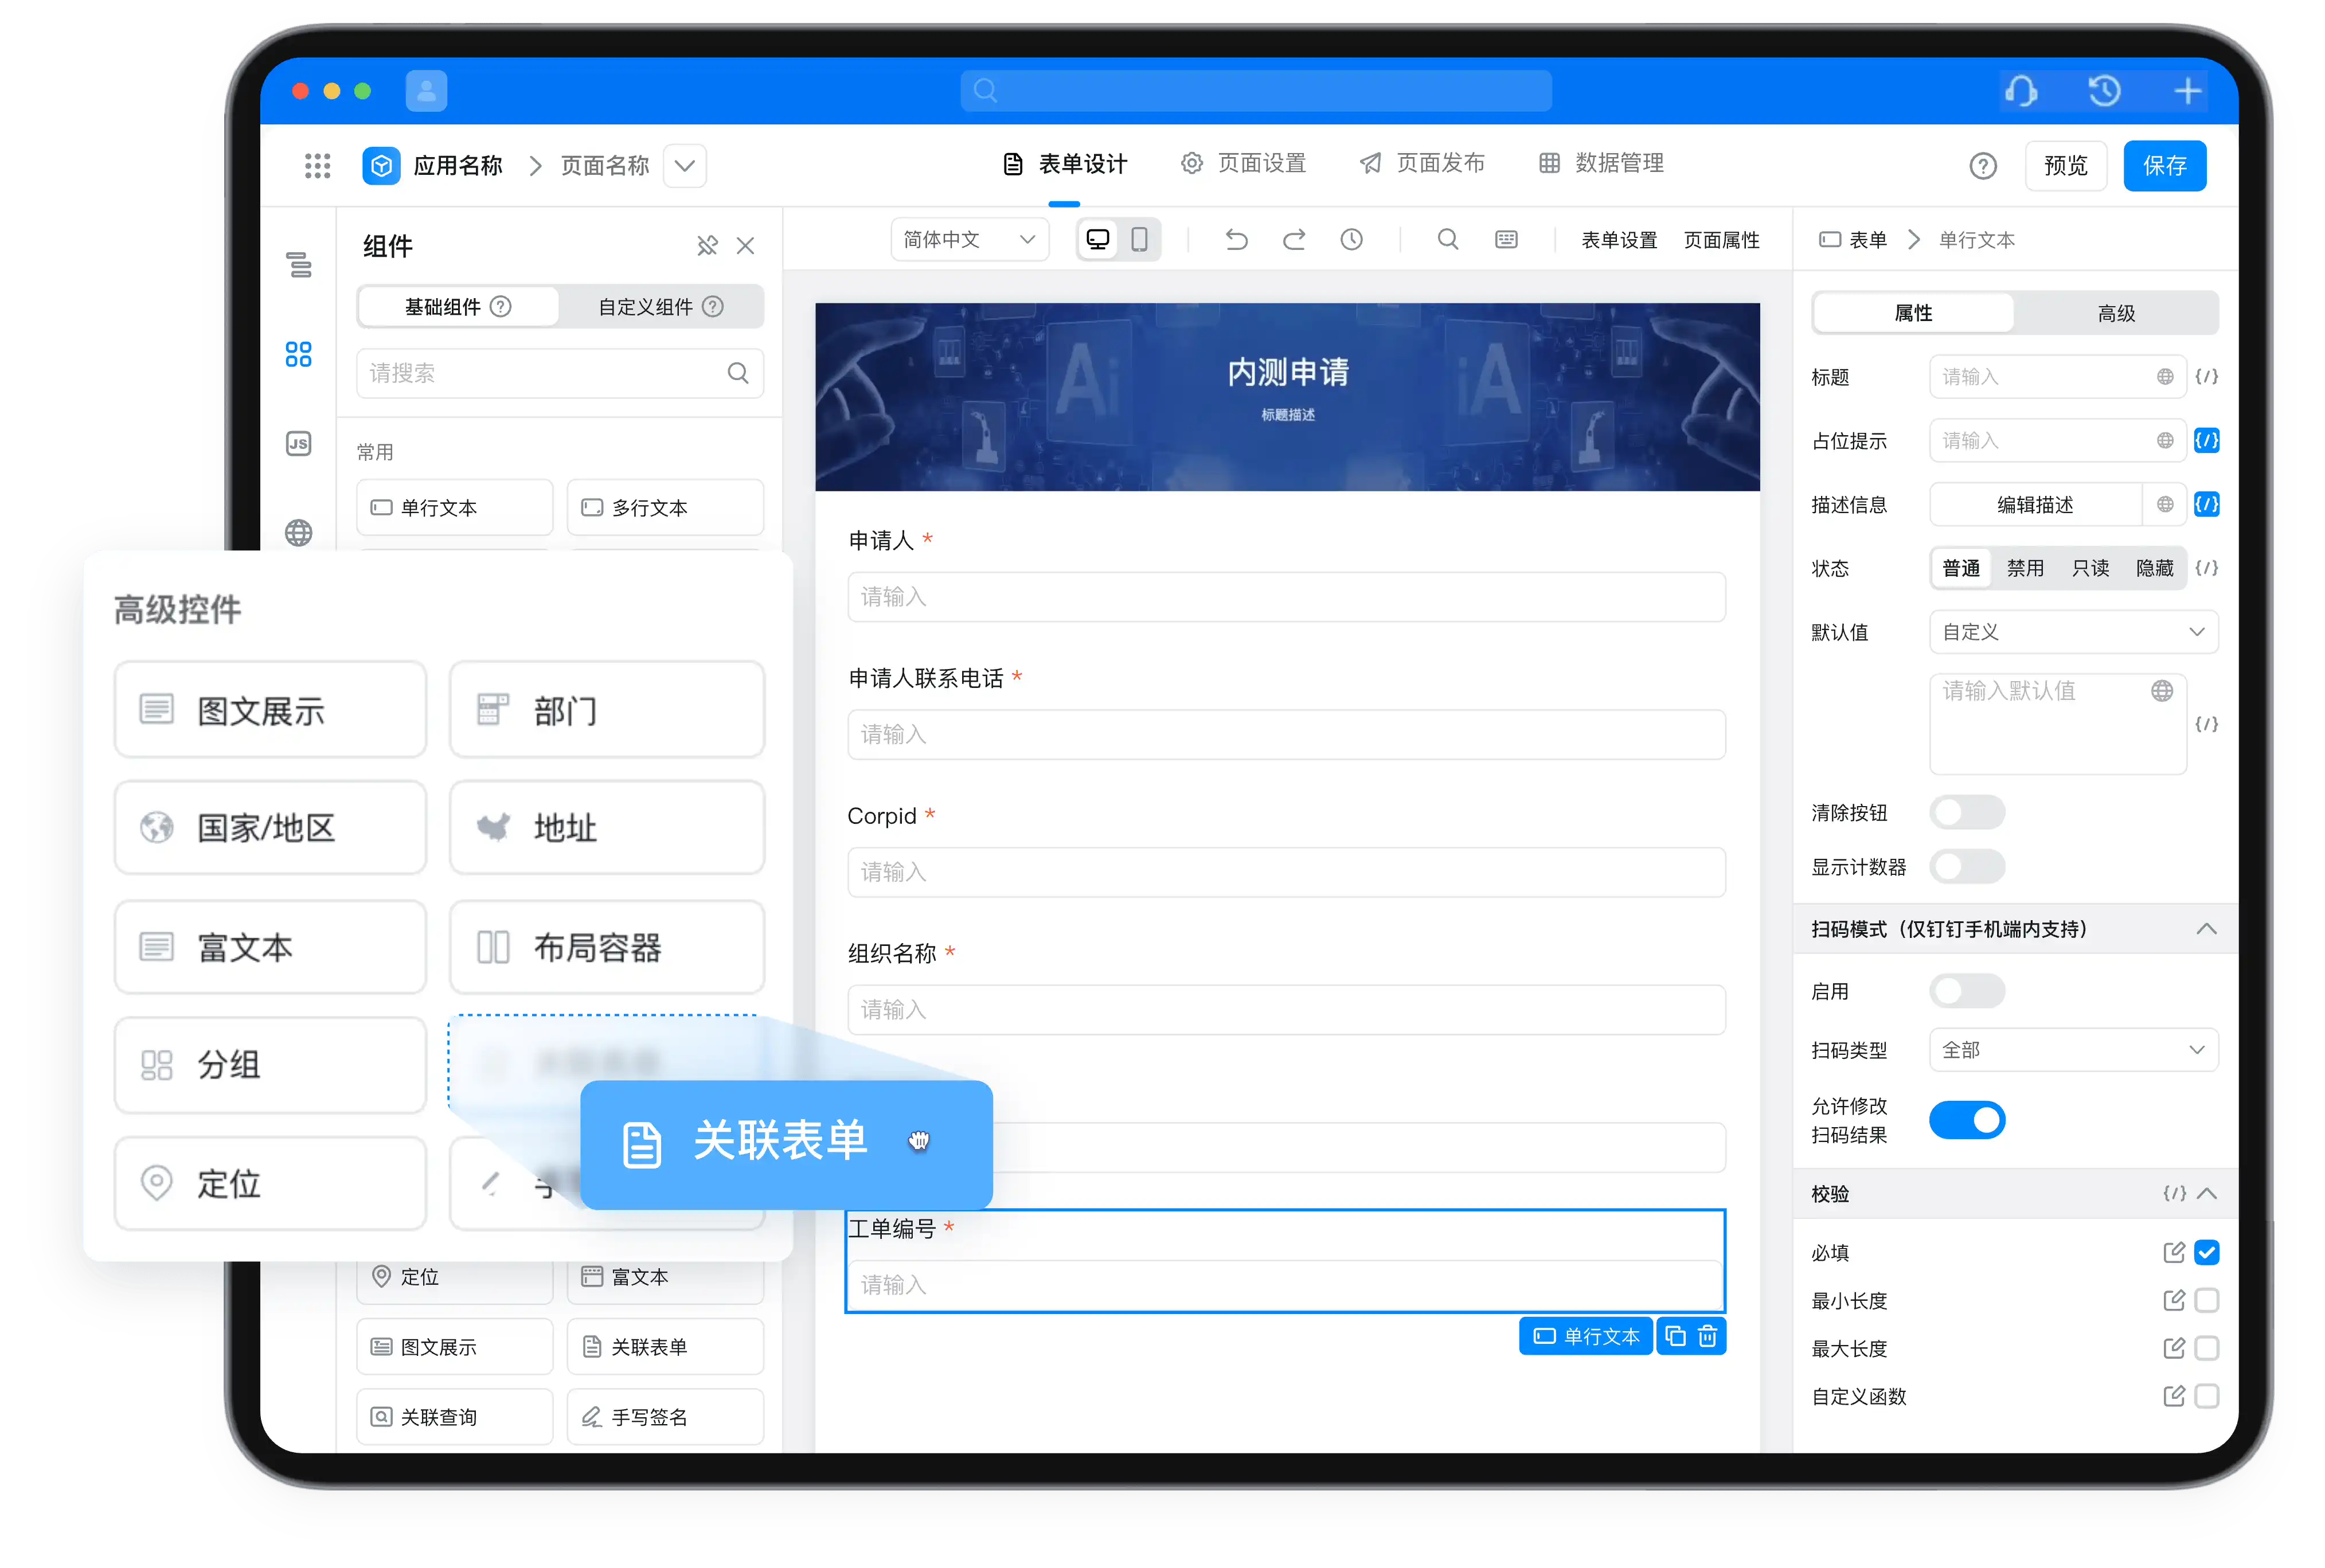 应用名称
页面名称
表单设计
页面设置
页面发布
数据管理
预览
保存
组件
基础组件
自定义组件
请搜索
常用
单行文本
多行文本
JS
高级控件
图文展示
部门
国家/地区
地址
富文本
布局容器
分组
定位
关联表单
定位
富文本
图文展示
关联表单
关联查询
手写签名
简体中文
表单设置
页面属性
Ai
iA
内测申请
标题描述
申请人 *
请输入
申请人联系电话 *
请输入
Corpid *
请输入
组织名称 *
请输入
工单编号 *
请输入
单行文本
表单
单行文本
属性
高级
标题
请输入
{/}
占位提示
请输入
{/}
描述信息
编辑描述
{/}
状态
普通
禁用
只读
隐藏
{/}
默认值
自定义
请输入默认值
{/}
清除按钮
显示计数器
扫码模式（仅钉钉手机端内支持）
启用
扫码类型
全部
允许修改
扫码结果
校验
{/}
必填
最小长度
最大长度
自定义函数